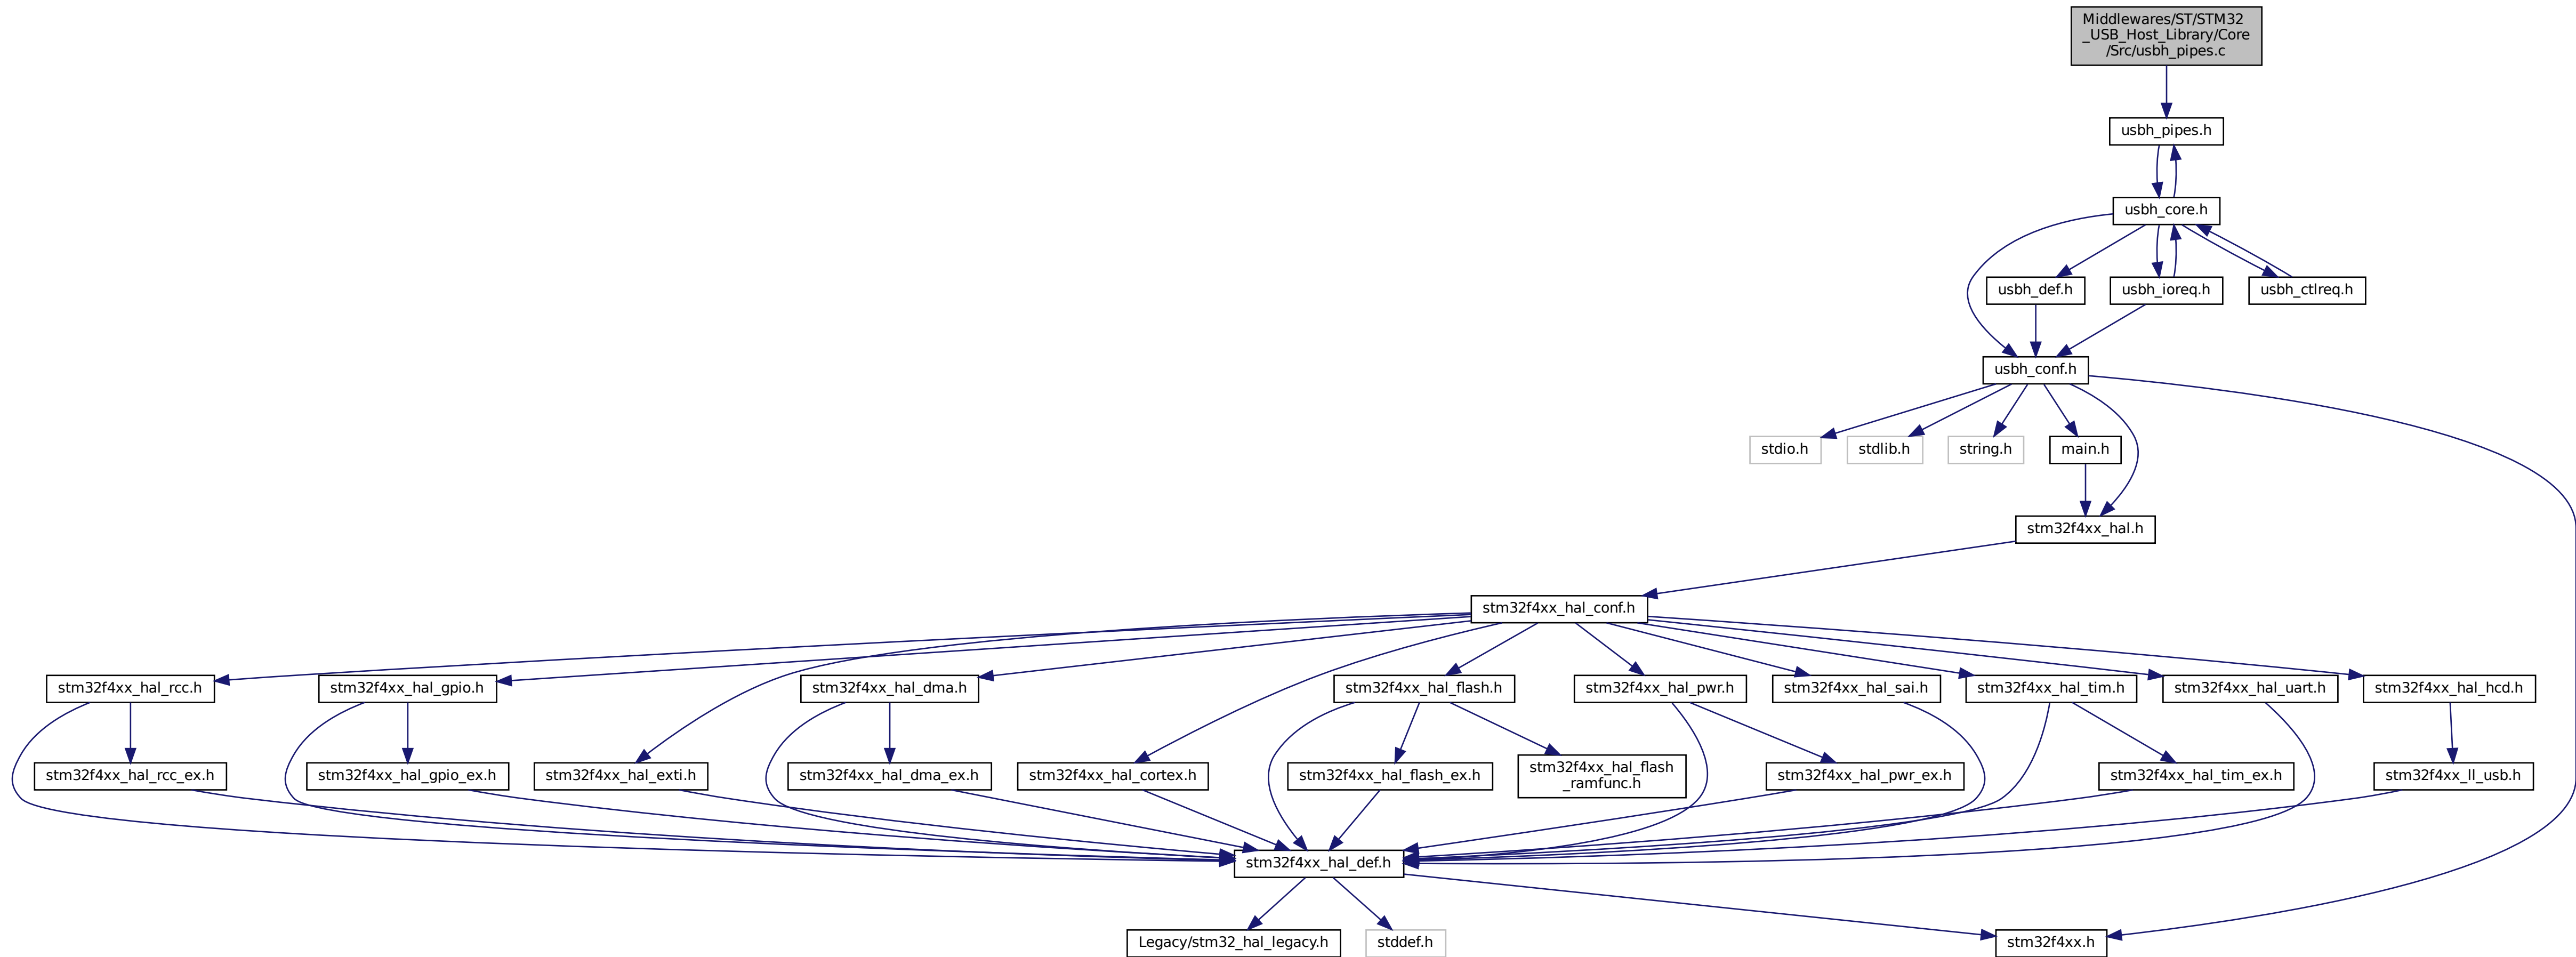 Middlewares/ST/STM32
_USB_Host_Library/Core
/Src/usbh_pipes.c
usbh_pipes.h
usbh_core.h
usbh_def.h
usbh_ioreq.h
usbh_ctlreq.h
usbh_conf.h
stdio.h
stdlib.h
string.h
main.h
stm32f4xx_hal.h
stm32f4xx_hal_conf.h
stm32f4xx_hal_rcc.h
stm32f4xx_hal_gpio.h
stm32f4xx_hal_dma.h
stm32f4xx_hal_flash.h
stm32f4xx_hal_pwr.h
stm32f4xx_hal_sai.h
stm32f4xx_hal_tim.h
stm32f4xx_hal_uart.h
stm32f4xx_hal_hcd.h
stm32f4xx_hal_rcc_ex.h
stm32f4xx_hal_gpio_ex.h
stm32f4xx_hal_exti.h
stm32f4xx_hal_dma_ex.h
stm32f4xx_hal_cortex.h
stm32f4xx_hal_flash_ex.h
stm32f4xx_hal_flash
_ramfunc.h
stm32f4xx_hal_pwr_ex.h
stm32f4xx_hal_tim_ex.h
stm32f4xx_ll_usb.h
stm32f4xx_hal_def.h
Legacy/stm32_hal_legacy.h
stddef.h
stm32f4xx.h